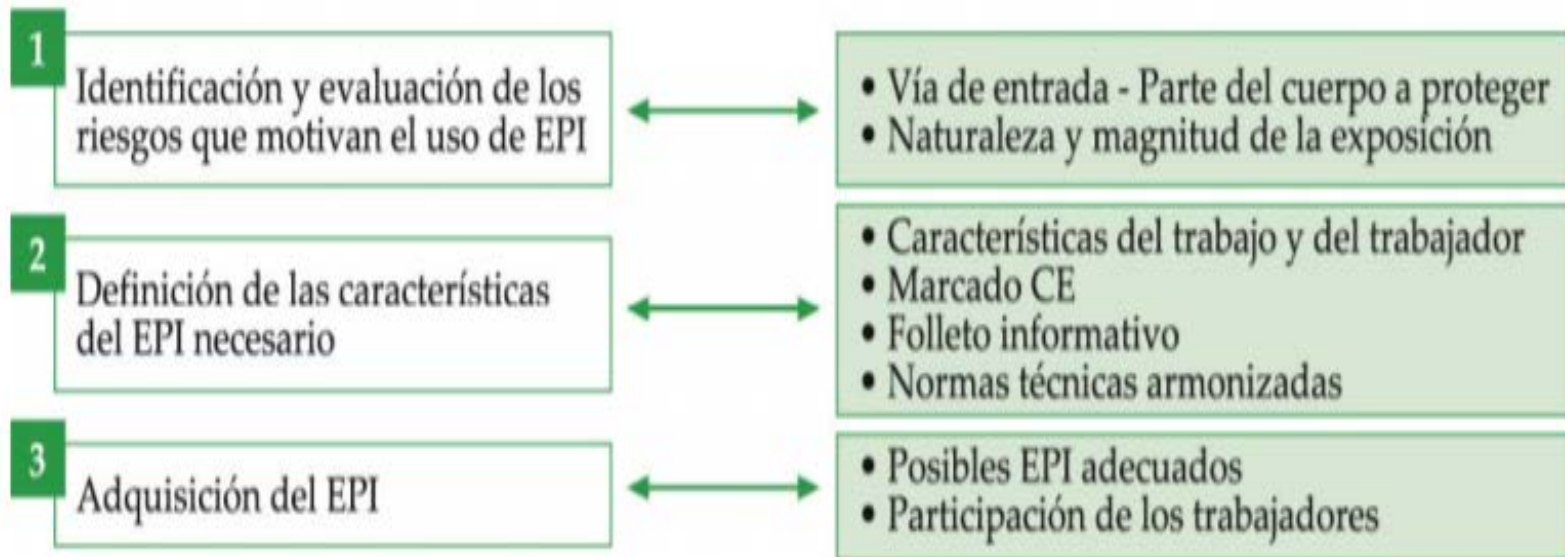 1
Identificación y evaluación de los
riesgos que motivan el uso de EPI
• Vía de entrada - Parte del cuerpo a proteger
• Naturaleza y magnitud de la exposición
2
Definición de las características
del EPI necesario
• Características del trabajo y del trabajador
• Marcado CE
• Folleto informativo
• Normas técnicas armonizadas
3
Adquisición del EPI
• Posibles EPI adecuados
• Participación de los trabajadores